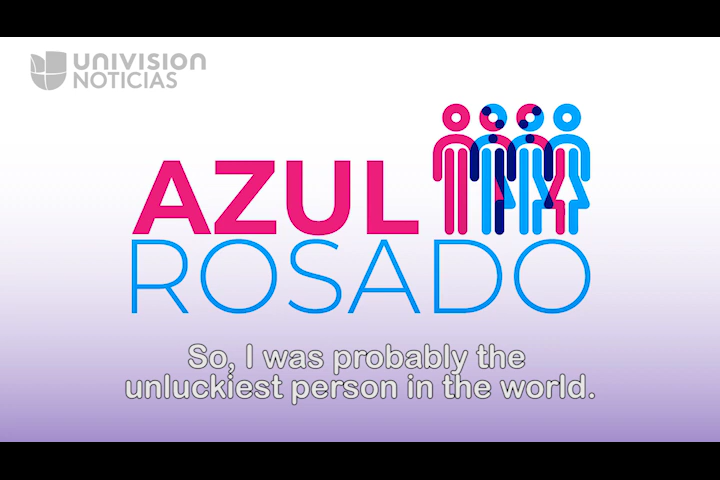 UNIVISION
NOTICIAS
AZUL
ROSADO
So, I was probably the
unluckiest person in the world.